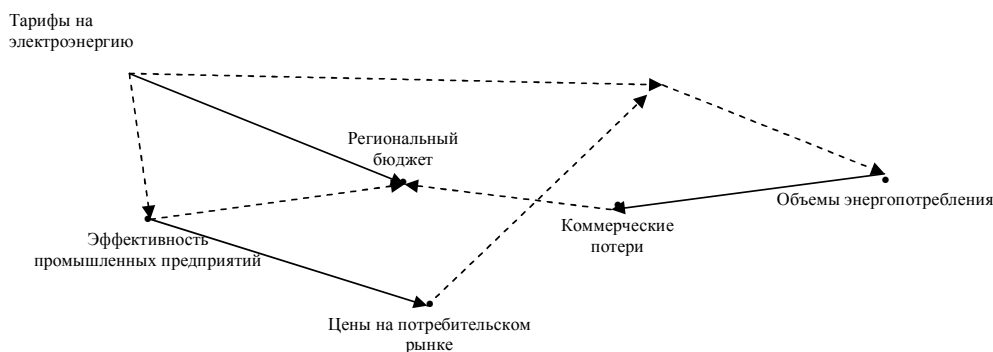 Тарифы на
электроэнергию
Региональный
бюджет
Объемы энергопотребления
Коммерческие
потери
Эффективность
промышленных предприятий
Цены на потребительском
рынке